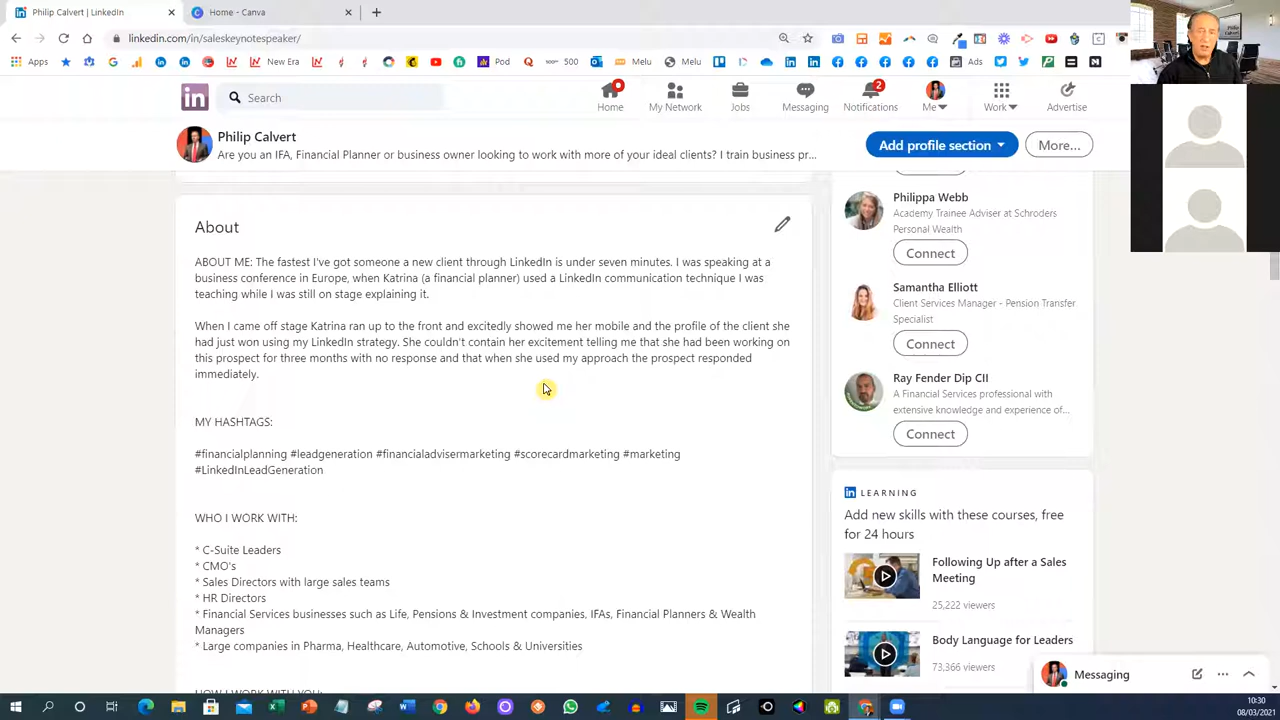 Philip Calvert | LinkedIn
Home - Canva
linkedin.com/in/saleskeynotespeaker/
Apps
New En
Pod
500
Melu
Melu
Ads
in
Search
Home
My Network
Jobs
Messaging
2
Notifications
Me
Work
Advertise
Philip Calvert
Are you an IFA, Financial Planner or business owner looking to work with more of your ideal clients? I train business pr...
Add profile section
More...
About
ABOUT ME: The fastest I've got someone a new client through LinkedIn is under seven minutes. I was speaking at a
business conference in Europe, when Katrina (a financial planner) used a LinkedIn communication technique I was
teaching while I was still on stage explaining it.
When I came off stage Katrina ran up to the front and excitedly showed me her mobile and the profile of the client she
had just won using my LinkedIn strategy. She couldn't contain her excitement telling me that she had been working on
this prospect for three months with no response and that when she used my approach the prospect responded
immediately.
MY HASHTAGS:
#financialplanning #leadgeneration #financialadvisermarketing #scorecardmarketing #marketing
#LinkedInLeadGeneration
WHO I WORK WITH:
* C-Suite Leaders
* CMO's
* Sales Directors with large sales teams
* HR Directors
* Financial Services businesses such as Life, Pensions & Investment companies, IFAs, Financial Planners & Wealth
Managers
* Large companies in Pharma, Healthcare, Automotive, Schools & Universities
HOW I WORK WITH YOU:
Philippa Webb
Academy Trainee Adviser at Schroders
Personal Wealth
Connect
Samantha Elliott
Client Services Manager - Pension Transfer
Specialist
Connect
Ray Fender Dip CII
A Financial Services professional with
extensive knowledge and experience of...
Connect
in LEARNING
Add new skills with these courses, free
for 24 hours
Following Up after a Sales
Meeting
25,222 viewers
Body Language for Leaders
73,366 viewers
Messaging
10:30
08/03/2021